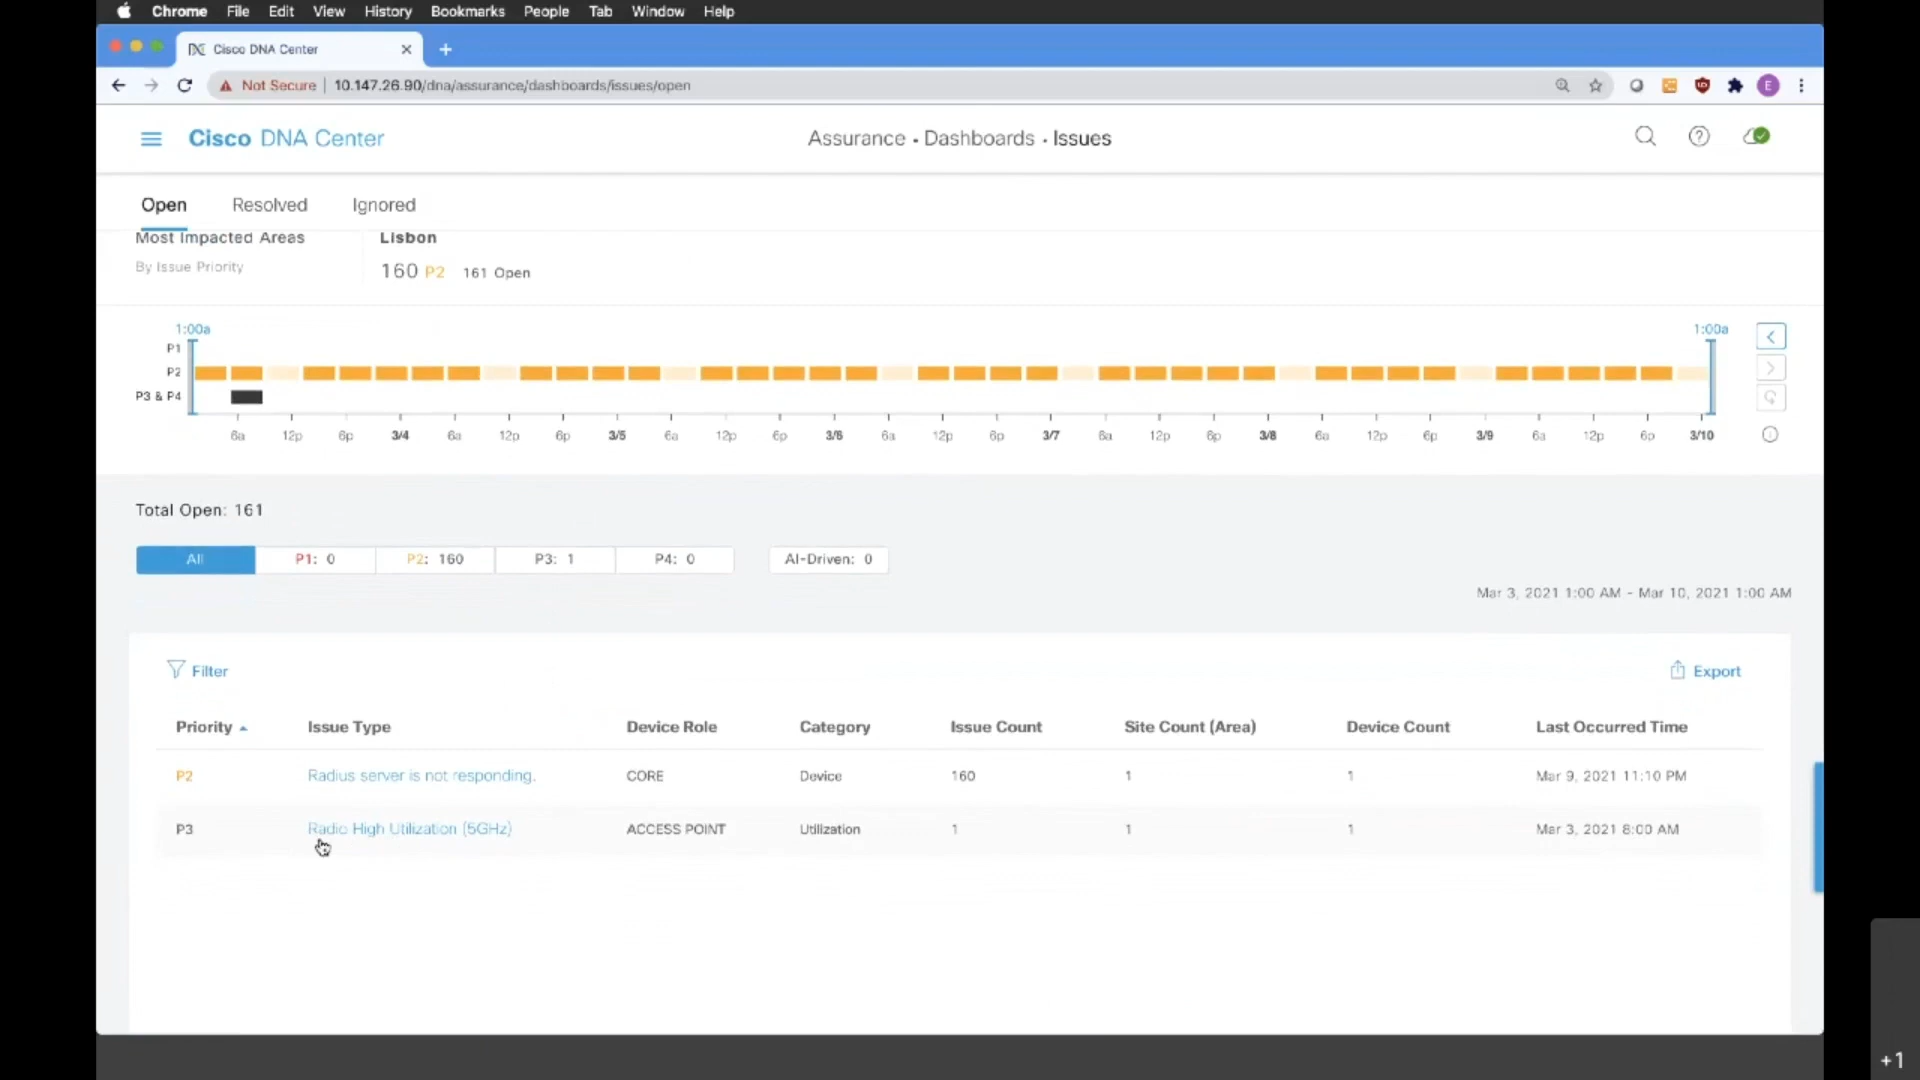 Chrome File Edit View History Bookmarks People Tab Window Help
Cisco DNA Center
Not Secure | 10.147.26.90/dna/assurance/dashboards/issues/open
E
Cisco DNA Center
Assurance • Dashboards • Issues
Open Resolved Ignored
Most Impacted Areas
By Issue Priority
Lisbon
160 P2 161 Open
1:00a 1:00a
P1
P2
P3 & P4
6a 12p 6p 3/4 6a 12p 6p 3/5 6a 12p 6p 3/6 6a 12p 6p 3/7 6a 12p 6p 3/8 6a 12p 6p 3/9 6a 12p 6p 3/10
Total Open: 161
All P1: 0 P2: 160 P3: 1 P4: 0 AI-Driven: 0
Mar 3, 2021 1:00 AM - Mar 10, 2021 1:00 AM
Filter Export
Priority Issue Type Device Role Category Issue Count Site Count (Area) Device Count Last Occurred Time
P2 Radius server is not responding. CORE Device 160 1 1 Mar 9, 2021 11:10 PM
P3 Radio High Utilization (5GHz) ACCESS POINT Utilization 1 1 1 Mar 3, 2021 8:00 AM
+1